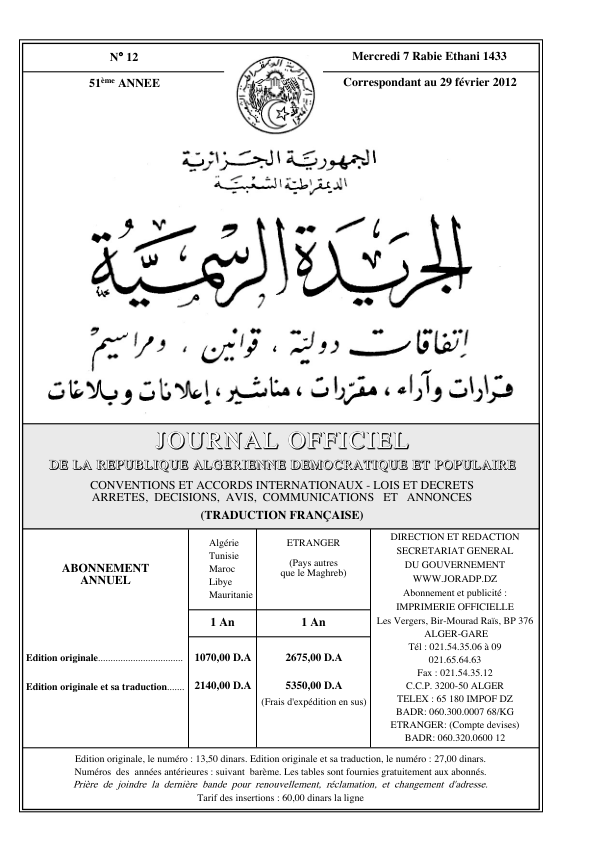 N° 12
Mercredi 7 Rabie Ethani 1433
51ème ANNEE
Correspondant au 29 février 2012
الجمهورية الجزائرية
الديمقراطية الشعبية
الجريدة الرسمية
إتفاقات دولية ، قوانين ، ومراسيم
قرارات وآراء ، مقررات ، مناشير ، إعلانات وبلاغات
JOURNAL OFFICIEL
DE LA REPUBLIQUE ALGERIENNE DEMOCRATIQUE ET POPULAIRE
CONVENTIONS ET ACCORDS INTERNATIONAUX - LOIS ET DECRETS
ARRETES, DECISIONS, AVIS, COMMUNICATIONS ET ANNONCES
(TRADUCTION FRANÇAISE)
ABONNEMENT
ANNUEL
Algérie
Tunisie
Maroc
Libye
Mauritanie
ETRANGER
(Pays autres
que le Maghreb)
1 An
1 An
Edition originale.................................. 1070,00 D.A 2675,00 D.A
Edition originale et sa traduction....... 2140,00 D.A 5350,00 D.A
(Frais d'expédition en sus)
DIRECTION ET REDACTION
SECRETARIAT GENERAL
DU GOUVERNEMENT
WWW.JORADP.DZ
Abonnement et publicité :
IMPRIMERIE OFFICIELLE
Les Vergers, Bir-Mourad Raïs, BP 376
ALGER-GARE
Tél : 021.54.35.06 à 09
021.65.64.63
Fax : 021.54.35.12
C.C.P. 3200-50 ALGER
TELEX : 65 180 IMPOF DZ
BADR: 060.300.0007 68/KG
ETRANGER: (Compte devises)
BADR: 060.320.0600 12
Edition originale, le numéro : 13,50 dinars. Edition originale et sa traduction, le numéro : 27,00 dinars.
Numéros des années antérieures : suivant barème. Les tables sont fournies gratuitement aux abonnés.
Prière de joindre la dernière bande pour renouvellement, réclamation, et changement d'adresse.
Tarif des insertions : 60,00 dinars la ligne